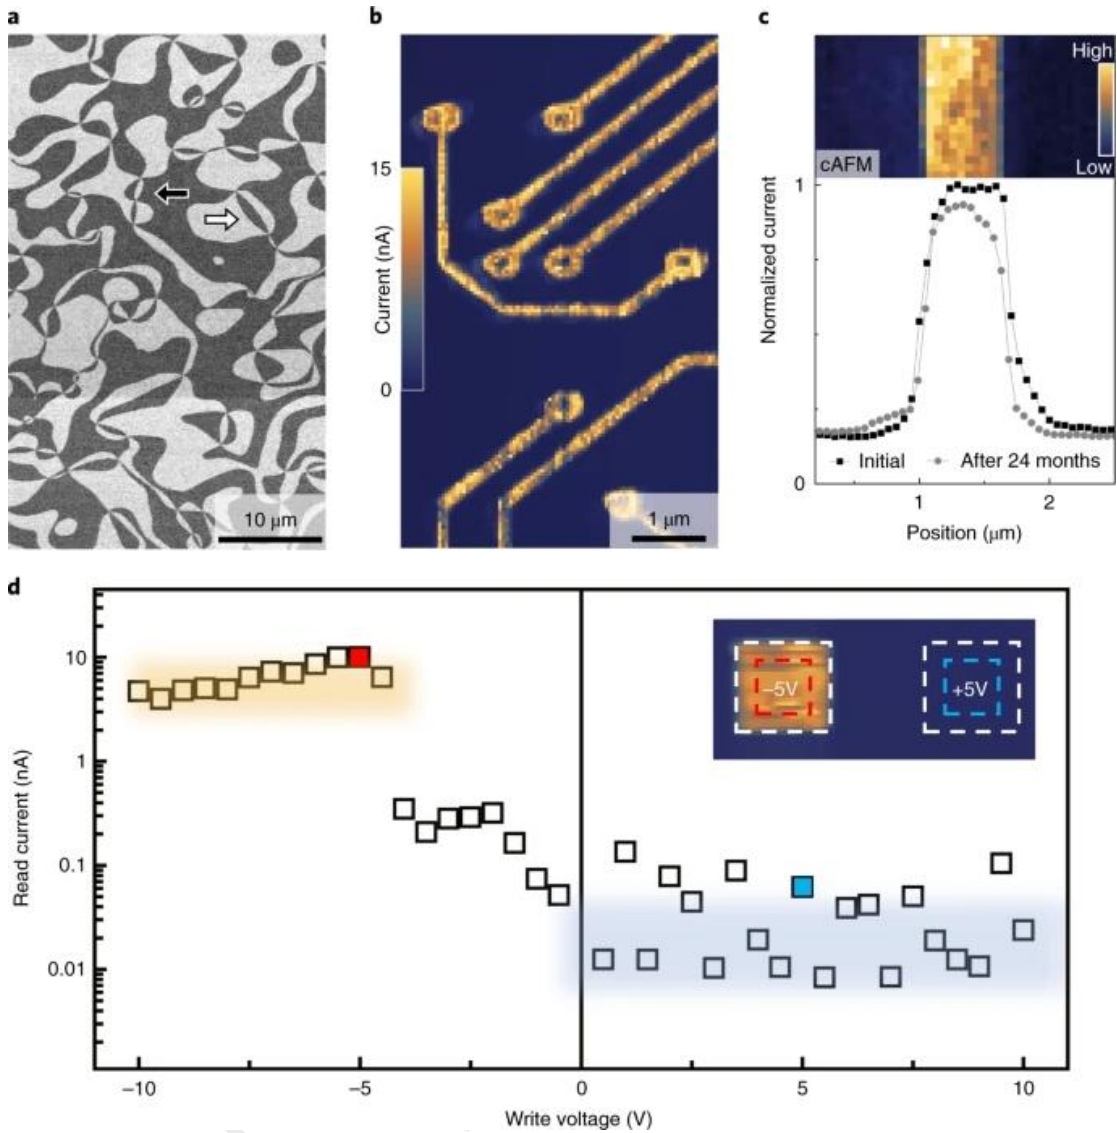 a
10 μm
b
15
Current (nA)
0
1 μm
c
High
Low
cAFM
1
Normalized current
0
Initial
After 24 months
1
2
Position (μm)
d
10
1
0.1
0.01
Read current (nA)
–5V
+5V
–10
–5
0
5
10
Write voltage (V)